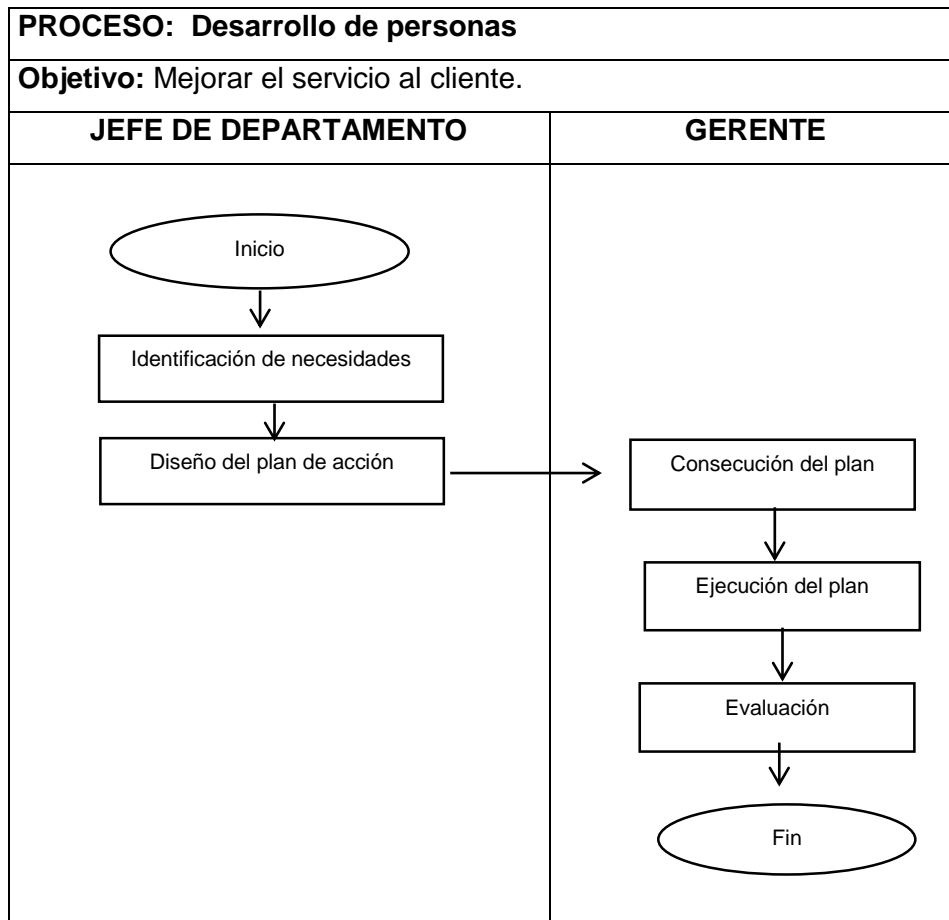 PROCESO: Desarrollo de personas
Objetivo: Mejorar el servicio al cliente.
JEFE DE DEPARTAMENTO
GERENTE
Inicio
Identificación de necesidades
Diseño del plan de acción
Consecución del plan
Ejecución del plan
Evaluación
Fin